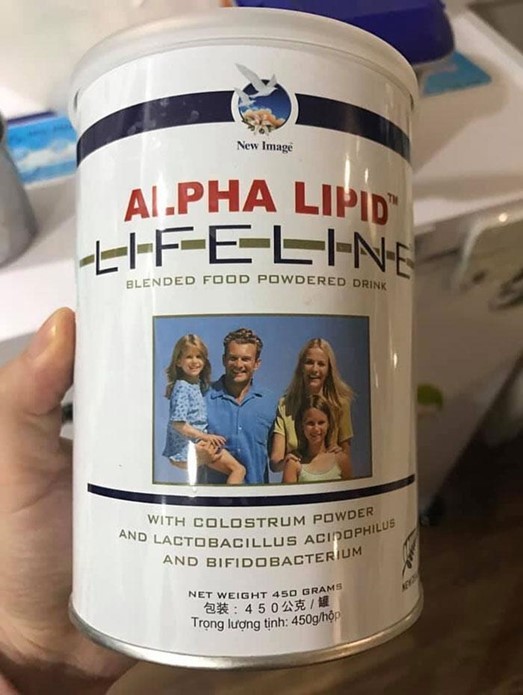 New Image
ALPHA LIPID™
LIFELINE
BLENDED FOOD POWDERED DRINK
WITH COLOSTRUM POWDER
AND LACTOBACILLUS ACIDOPHILUS
AND BIFIDOBACTERIUM
NET WEIGHT 450 GRAMS
包装：450公克/罐
Trọng lượng tịnh: 450g/hộp